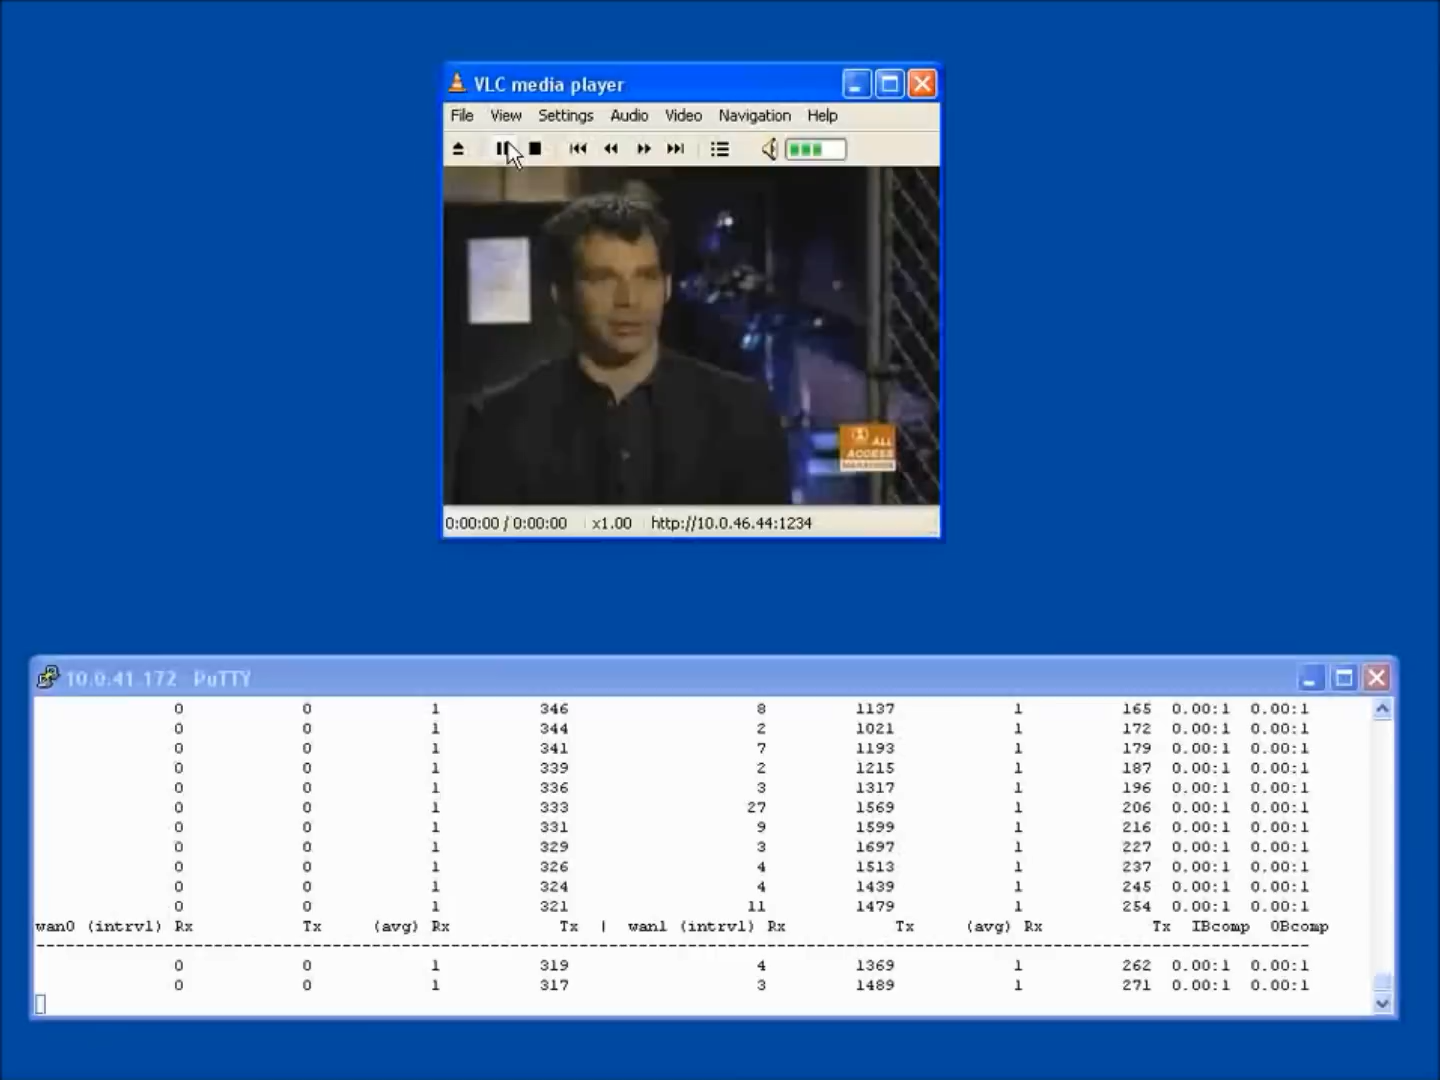 VLC media player
File View Settings Audio Video Navigation Help
ALL
ACCESS
0:00:00 / 0:00:00 x1.00 http://10.0.46.44:1234
10.0.41.172 PuTTY
0 0 1 346 8 1137 1 165 0.00:1 0.00:1
0 0 1 344 2 1021 1 172 0.00:1 0.00:1
0 0 1 341 7 1193 1 179 0.00:1 0.00:1
0 0 1 339 2 1215 1 187 0.00:1 0.00:1
0 0 1 336 3 1317 1 196 0.00:1 0.00:1
0 0 1 333 27 1569 1 206 0.00:1 0.00:1
0 0 1 331 9 1599 1 216 0.00:1 0.00:1
0 0 1 329 3 1697 1 227 0.00:1 0.00:1
0 0 1 326 4 1513 1 237 0.00:1 0.00:1
0 0 1 324 4 1439 1 245 0.00:1 0.00:1
0 0 1 321 11 1479 1 254 0.00:1 0.00:1
wan0 (intrvl) Rx Tx (avg) Rx Tx | wan1 (intrvl) Rx Tx (avg) Rx Tx IBcomp OBcomp
0 0 1 319 4 1369 1 262 0.00:1 0.00:1
0 0 1 317 3 1489 1 271 0.00:1 0.00:1